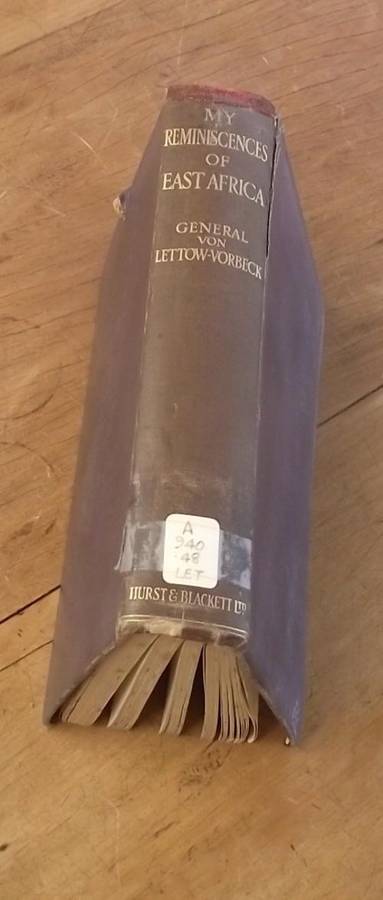 MY
REMINISCENCES
OF
EAST AFRICA
GENERAL
VON
LETTOW-VORBECK
A
940
.48
LET
HURST & BLACKETT LTD